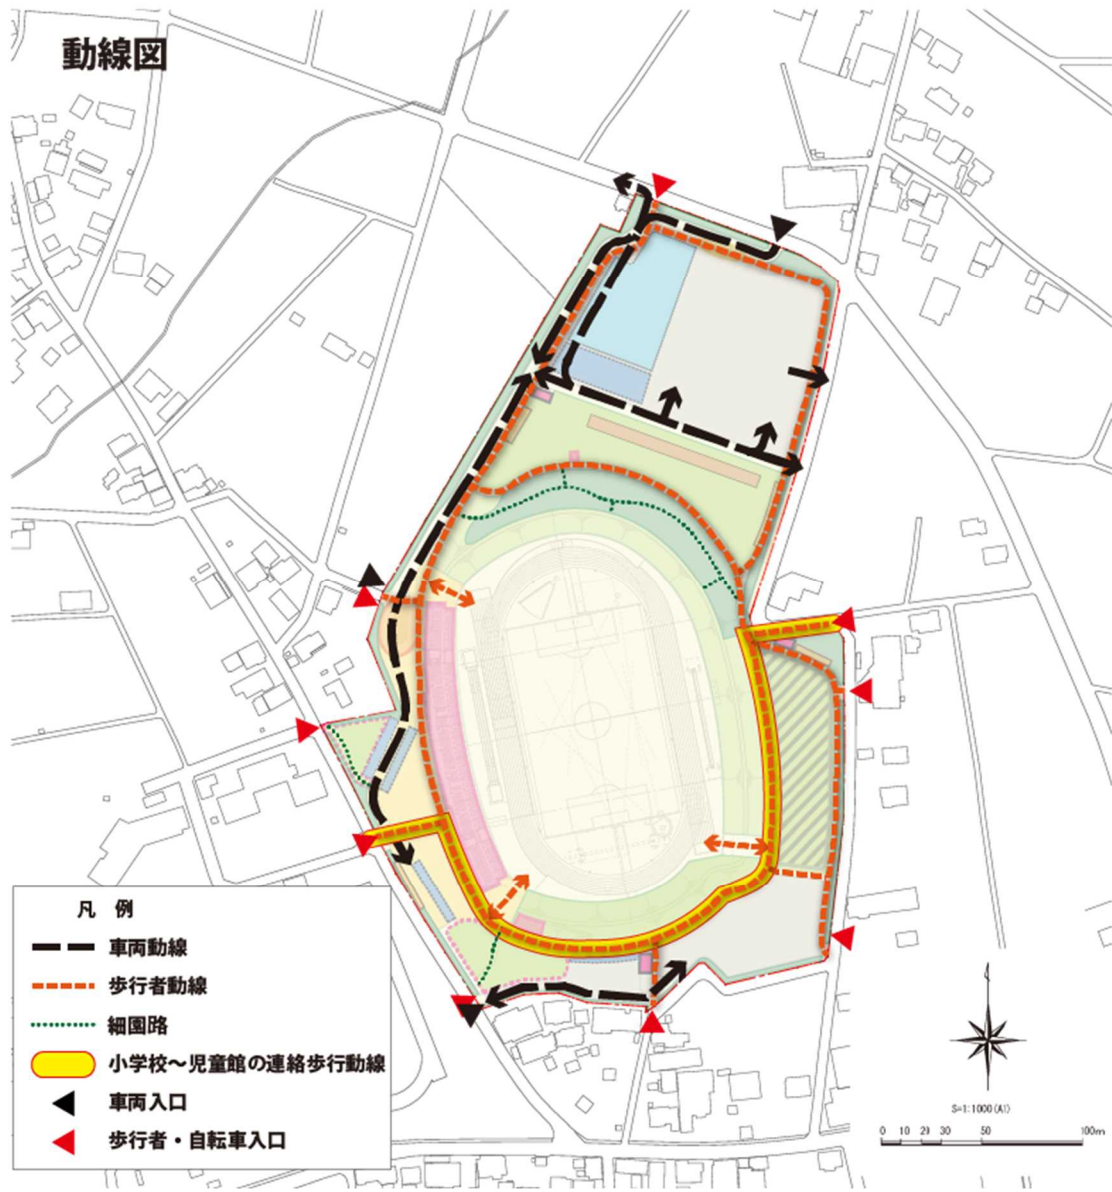 動線図
凡 例
車両動線
歩行者動線
細園路
小学校～児童館の連絡歩行動線
車両入口
歩行者・自転車入口
S=1:1000(A1)
0 10 20 30 50 100m